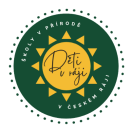 ŠKOLY V PŘÍRODĚ
Děti
v ráji
V ČESKÉM RÁJI